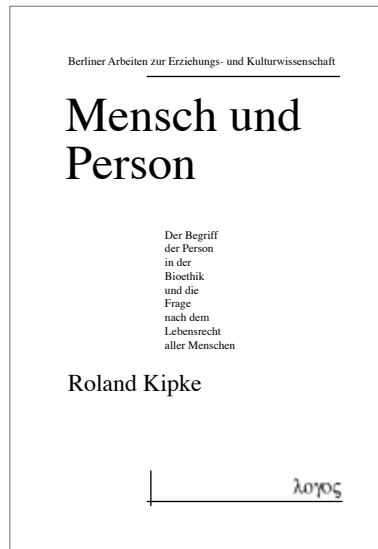 Berliner Arbeiten zur Erziehungs- und Kulturwissenschaft
Mensch und
Person
Der Begriff
der Person
in der
Bioethik
und die
Frage
nach dem
Lebensrecht
aller Menschen
Roland Kipke
λογος